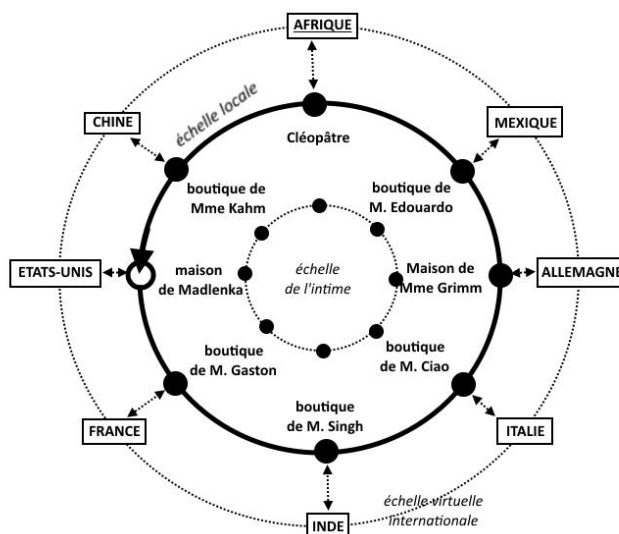 AFRIQUE
échelle locale
CHINE
MEXIQUE
Cléopâtre
boutique de
Mme Kahm
boutique de
M. Edouardo
ETATS-UNIS
maison
de Madlenka
échelle
de l'intime
Maison de
Mme Grimm
ALLEMAGNE
boutique
de M. Gaston
boutique
de M. Ciao
FRANCE
boutique
de M. Singh
ITALIE
échelle virtuelle
internationale
INDE